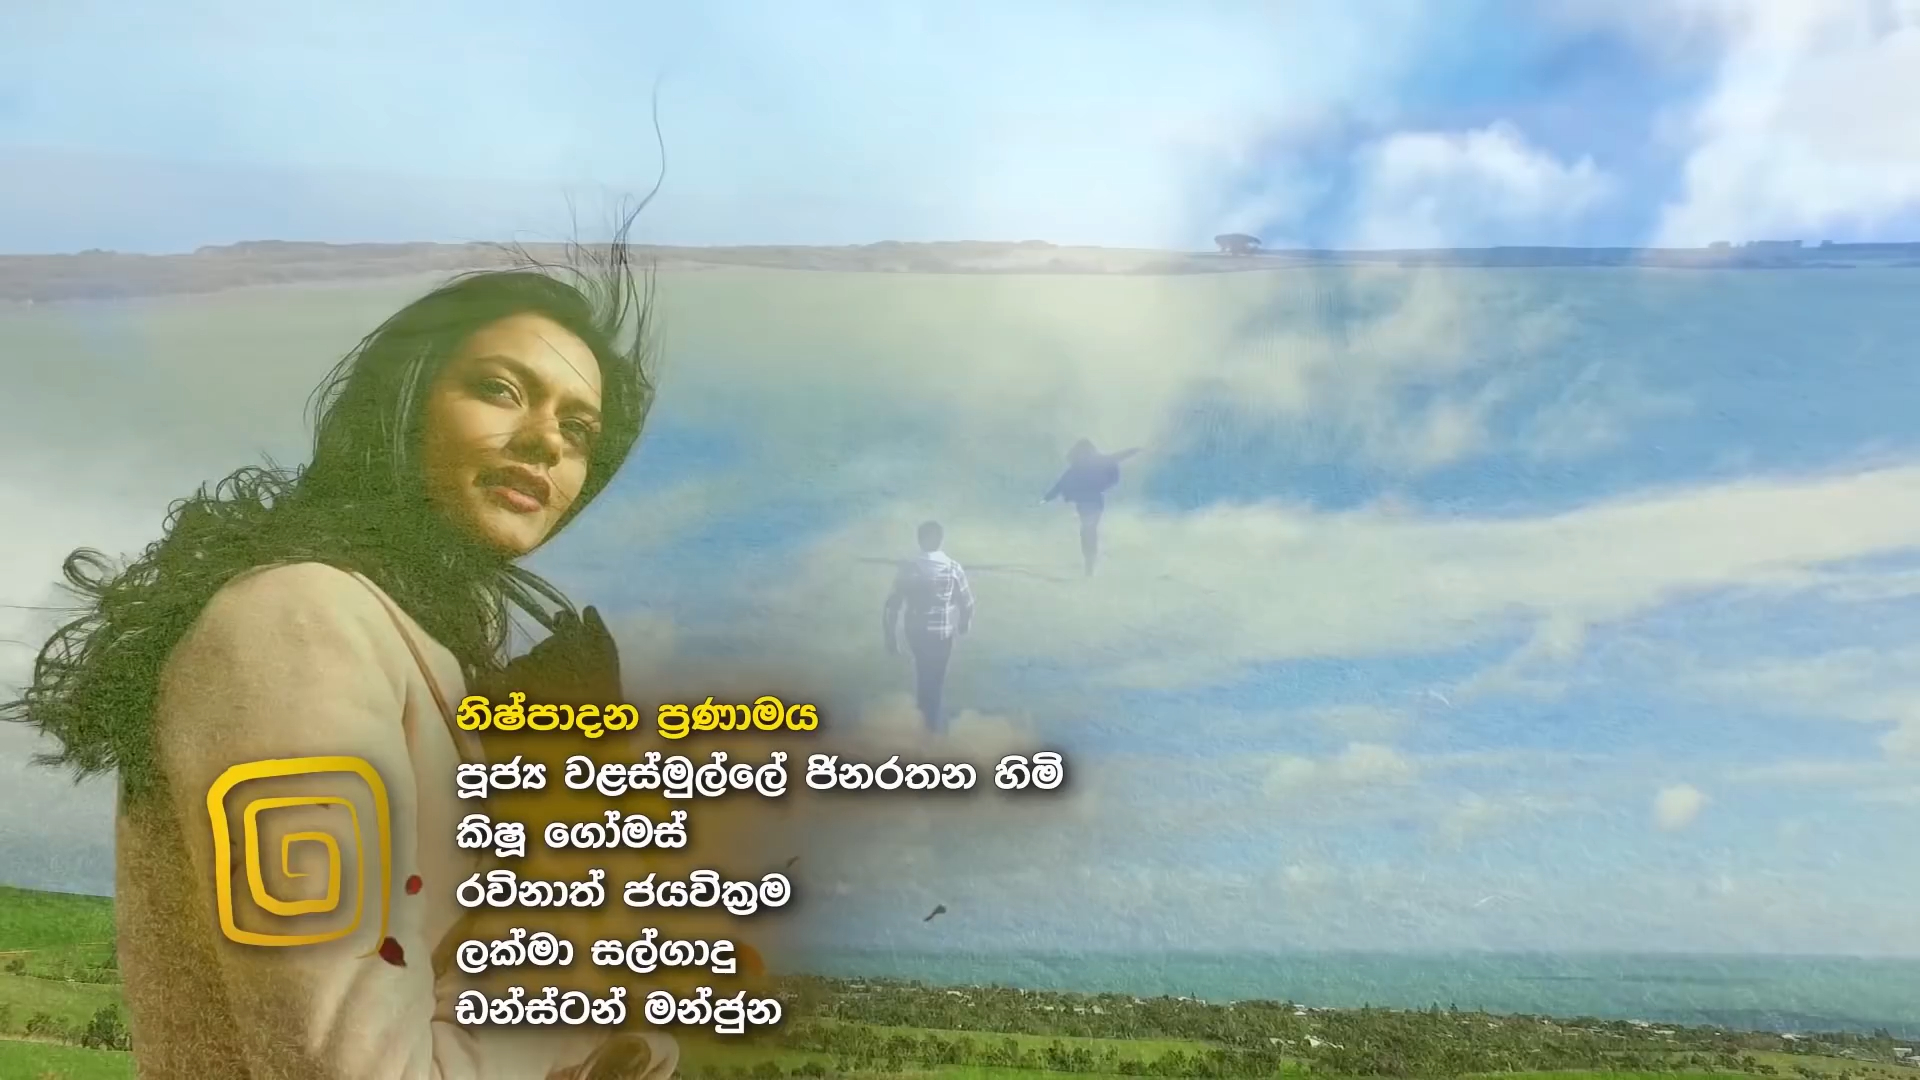 නිෂ්පාදන ප්‍රණාමය
පූජ්‍ය වළස්මුල්ලේ ජිනරතන හිමි
කිෂූ ගෝමස්
රවිනාත් ජයවික්‍රම
ලක්මා සල්ගාදු
ඩන්ස්ටන් මන්ජුන